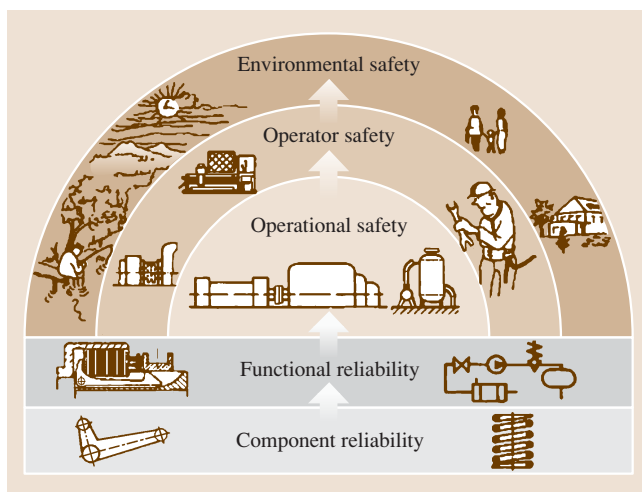 Environmental safety
Operator safety
Operational safety
Functional reliability
Component reliability